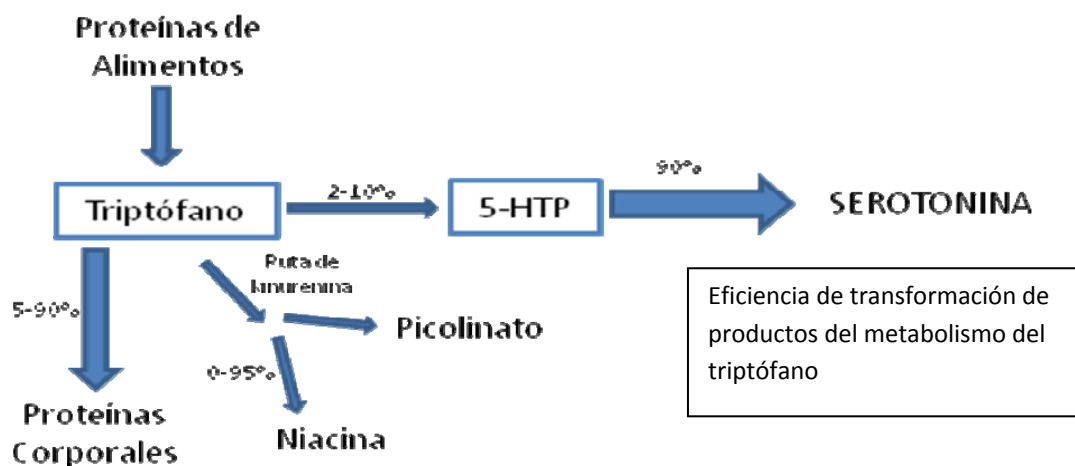 Proteínas de
Alimentos
Triptófano
2-10%
5-HTP
90%
SEROTONINA
Ruta de
kinurenina
5-90%
Picolinato
0-95%
Proteínas
Corporales
Niacina
Eficiencia de transformación de
productos del metabolismo del
triptófano